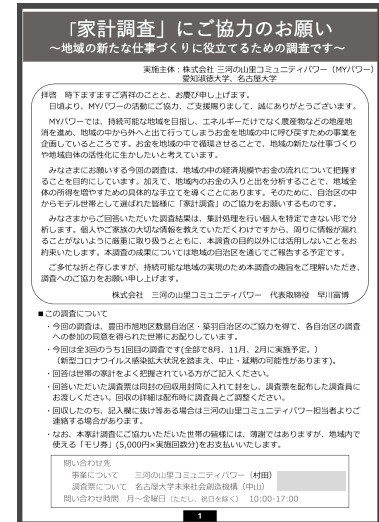 「家計調査」にご協力のお願い
～地域の新たな仕事づくりに役立てるための調査です～
実施主体：株式会社 三河の山里コミュニティパワー（MYパワー）
愛知淑徳大学、名古屋大学
拝啓 時下ますますご清祥のことと、お慶び申し上げます。
日頃より、MYパワーの活動にご協力、ご支援賜りまして、誠にありがとうございます。
MYパワーでは、持続可能な地域を目指し、エネルギーだけでなく農産物などの地産地
消を進め、地域の中から外へと出て行ってしまうお金を地域の中に呼び戻すための事業を
企画しているところです。お金を地域の中で循環させることで、地域の新たな仕事づくり
や地域自体の活性化に生かしたいと考えています。
みなさまにお願いする今回の調査は、地域の中の経済規模やお金の流れについて把握す
ることを目的にしています。加えて、地域内のお金の入りと出を分析することで、地域全
体の所得を増やすための具体的な手立てを導くことにあります。そのために、自治区の中
からモデル世帯として選ばれた皆様に「家計調査」のご協力をお願いするものです。
みなさまからご回答いただいた調査結果は、集計処理を行い個人を特定できない形で分
析します。個人やご家族の大切な情報を教えていただくわけですから、周りに情報が漏れ
ることがないように厳重に取り扱うとともに、本調査の目的以外には活用しないことをお
約束いたします。本調査の成果については地域の自治区を通じてご報告する予定です。
ご多忙な折と存じますが、持続可能な地域の実現のため本調査の趣旨をご理解いただき、
調査へのご協力をお願い申し上げます。
株式会社 三河の山里コミュニティパワー 代表取締役 早川富博
■この調査について
・今回の調査は、豊田市旭地区敷島自治区・築羽自治区のご協力を得て、各自治区の調査
への参加の同意を得られた世帯にお配りしています。
・今回は全3回のうち1回目の調査です(全部で8月、11月、2月に実施予定。）
（新型コロナウイルス感染拡大状況を踏まえ、中止・延期の可能性があります)。
・回答は世帯の家計をよく把握されている方がご記入ください。
・回答いただいた調査票は同封の回収用封筒に入れて封をし、調査票を配布した調査員に
お渡しください。回収の詳細は配布時に調査員とご調整ください。
・回収したのち、記入欄に抜け等ある場合は三河の山里コミュニティパワー担当者よりご
連絡する場合があります。
・なお、本家計調査にご協力いただいた世帯の皆様には、薄謝ではありますが、地域内で
使える「モリ券」(5,000円×実施回数分)をお支払いいたします。
問い合わせ先
事業について 三河の山里コミュニティパワー（村田）
調査票について 名古屋大学未来社会創造機構（中山）
問い合わせ時間 月～金曜日（ただし、祝日を除く） 10:00-17:00
1